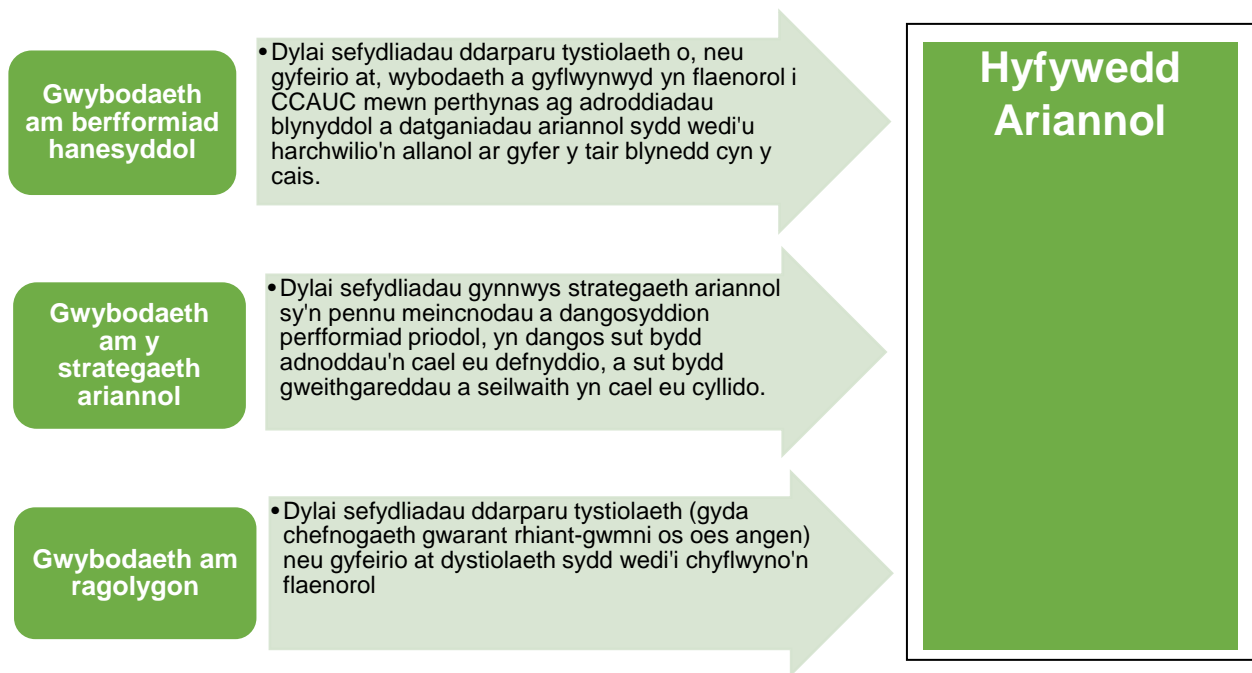 Gwybodaeth
am berfformiad
hanesyddol
•Dylai sefydliadau ddarparu tystiolaeth o, neu
gyfeirio at, wybodaeth a gyflwynwyd yn flaenorol i
CCAUC mewn perthynas ag adroddiadau
blynyddol a datganiadau ariannol sydd wedi'u
harchwilio'n allanol ar gyfer y tair blynedd cyn y
cais.
Gwybodaeth
am y
strategaeth
ariannol
•Dylai sefydliadau gynnwys strategaeth ariannol
sy'n pennu meincnodau a dangosyddion
perfformiad priodol, yn dangos sut bydd
adnoddau'n cael eu defnyddio, a sut bydd
gweithgareddau a seilwaith yn cael eu cyllido.
Gwybodaeth am
ragolygon
•Dylai sefydliadau ddarparu tystiolaeth (gyda
chefnogaeth gwarant rhiant-gwmni os oes angen)
neu gyfeirio at dystiolaeth sydd wedi'i chyflwyno'n
flaenorol
Hyfywedd
Ariannol